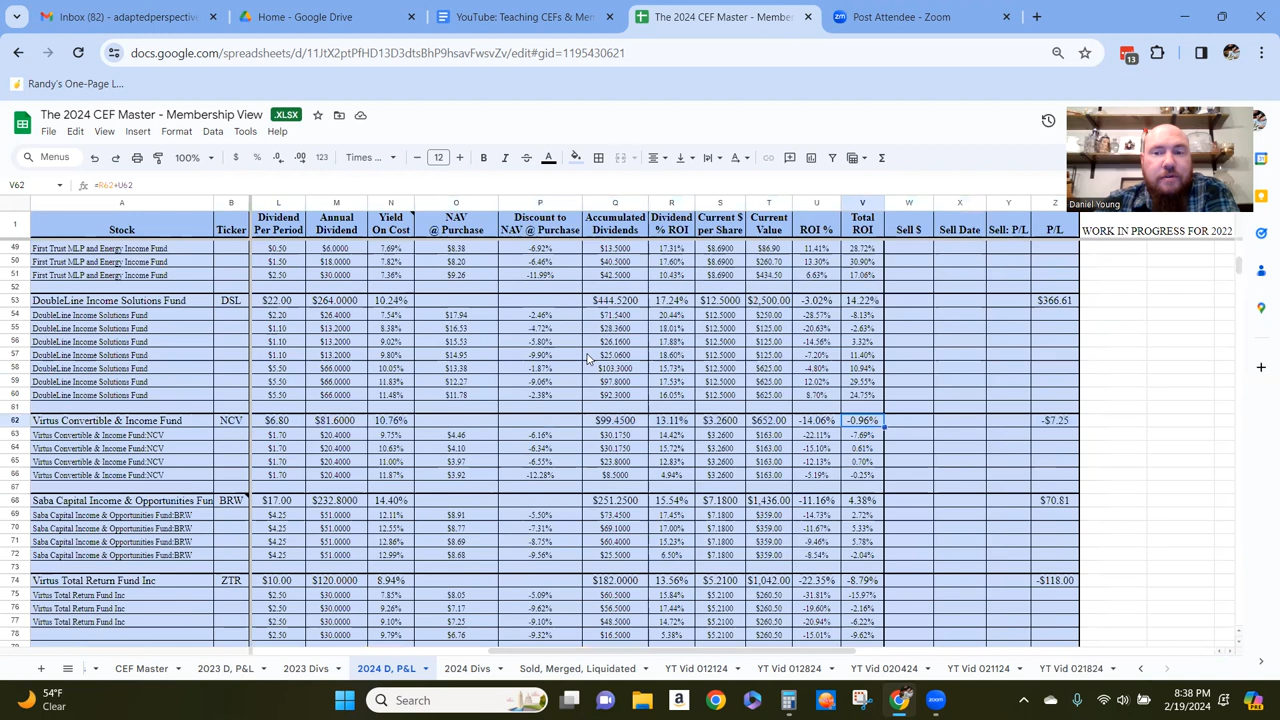 Inbox (82) - adaptedperspectiv
Home - Google Drive
YouTube: Teaching CEFs & Men
The 2024 CEF Master - Member
Post Attendee - Zoom
docs.google.com/spreadsheets/d/11JtX2ptPfHD13D3dtsBhP9hsavFwsvZv/edit#gid=1195430621
13
Randy's One-Page L...
The 2024 CEF Master - Membership View .XLSX
File Edit View Insert Format Data Tools Help
Menus 100% $ % .0 .00 123 Times ... 12 B I A
Daniel Young
V62 =R62+U62
A B L M N O P Q R S T U V W X Y Z
1 Stock Ticker Dividend Per Period Annual Dividend Yield On Cost NAV @ Purchase Discount to NAV @ Purchase Accumulated Dividends Dividend % ROI Current $ per Share Current Value ROI % Total ROI Sell $ Sell Date Sell: P/L P/L WORK IN PROGRESS FOR 2022
49 First Trust MLP and Energy Income Fund $0.50 $6.0000 7.69% $8.38 -6.92% $13.5000 17.31% $8.6900 $86.90 11.41% 28.72%
50 First Trust MLP and Energy Income Fund $1.50 $18.0000 7.82% $8.20 -6.46% $40.5000 17.60% $8.6900 $260.70 13.30% 30.90%
51 First Trust MLP and Energy Income Fund $2.50 $30.0000 7.36% $9.26 -11.99% $42.5000 10.43% $8.6900 $434.50 6.63% 17.06%
52
53 DoubleLine Income Solutions Fund DSL $22.00 $264.0000 10.24% $444.5200 17.24% $12.5000 $2,500.00 -3.02% 14.22% $366.61
54 DoubleLine Income Solutions Fund $2.20 $26.4000 7.54% $17.94 -2.46% $71.5400 20.44% $12.5000 $250.00 -28.57% -8.13%
55 DoubleLine Income Solutions Fund $1.10 $13.2000 8.38% $16.53 -4.72% $28.3600 18.01% $12.5000 $125.00 -20.63% -2.63%
56 DoubleLine Income Solutions Fund $1.10 $13.2000 9.02% $15.53 -5.80% $26.1600 17.88% $12.5000 $125.00 -14.56% 3.32%
57 DoubleLine Income Solutions Fund $1.10 $13.2000 9.80% $14.95 -9.90% $25.0600 18.60% $12.5000 $125.00 -7.20% 11.40%
58 DoubleLine Income Solutions Fund $5.50 $66.0000 10.05% $13.38 -1.87% $103.3000 15.73% $12.5000 $625.00 -4.80% 10.94%
59 DoubleLine Income Solutions Fund $5.50 $66.0000 11.83% $12.27 -9.06% $97.8000 17.53% $12.5000 $625.00 12.02% 29.55%
60 DoubleLine Income Solutions Fund $5.50 $66.0000 11.48% $11.78 -2.38% $92.3000 16.05% $12.5000 $625.00 8.70% 24.75%
61
62 Virtus Convertible & Income Fund NCV $6.80 $81.6000 10.76% $99.4500 13.11% $3.2600 $652.00 -14.06% -0.96% -$7.25
63 Virtus Convertible & Income Fund:NCV $1.70 $20.4000 9.75% $4.46 -6.16% $30.1750 14.42% $3.2600 $163.00 -22.11% -7.69%
64 Virtus Convertible & Income Fund:NCV $1.70 $20.4000 10.63% $4.10 -6.34% $30.1750 15.72% $3.2600 $163.00 -15.10% 0.61%
65 Virtus Convertible & Income Fund:NCV $1.70 $20.4000 11.00% $3.97 -6.55% $23.8000 12.83% $3.2600 $163.00 -12.13% 0.70%
66 Virtus Convertible & Income Fund:NCV $1.70 $20.4000 11.87% $3.92 -12.28% $8.5000 4.94% $3.2600 $163.00 -5.19% -0.25%
67
68 Saba Capital Income & Opportunities Fun BRW $17.00 $232.8000 14.40% $251.2500 15.54% $7.1800 $1,436.00 -11.16% 4.38% $70.81
69 Saba Capital Income & Opportunities Fund:BRW $4.25 $51.0000 12.11% $8.91 -5.50% $73.4500 17.45% $7.1800 $359.00 -14.73% 2.72%
70 Saba Capital Income & Opportunities Fund:BRW $4.25 $51.0000 12.55% $8.77 -7.31% $69.1000 17.00% $7.1800 $359.00 -11.67% 5.33%
71 Saba Capital Income & Opportunities Fund:BRW $4.25 $51.0000 12.86% $8.69 -8.75% $60.4000 15.23% $7.1800 $359.00 -9.46% 5.78%
72 Saba Capital Income & Opportunities Fund:BRW $4.25 $51.0000 12.99% $8.68 -9.56% $25.5000 6.50% $7.1800 $359.00 -8.54% -2.04%
73
74 Virtus Total Return Fund Inc ZTR $10.00 $120.0000 8.94% $182.0000 13.56% $5.2100 $1,042.00 -22.35% -8.79% -$118.00
75 Virtus Total Return Fund Inc $2.50 $30.0000 7.85% $8.05 -5.09% $60.5000 15.84% $5.2100 $260.50 -31.81% -15.97%
76 Virtus Total Return Fund Inc $2.50 $30.0000 9.26% $7.17 -9.62% $56.5000 17.44% $5.2100 $260.50 -19.60% -2.16%
77 Virtus Total Return Fund Inc $2.50 $30.0000 9.10% $7.25 -9.10% $48.5000 14.72% $5.2100 $260.50 -20.94% -6.22%
78 $2.50 $30.0000 9.79% $6.76 -9.32% $16.5000 5.38% $5.2100 $260.50 -15.01% -9.62%
CEF Master 2023 D, P&L 2023 Divs 2024 D, P&L 2024 Divs Sold, Merged, Liquidated YT Vid 012124 YT Vid 012824 YT Vid 020424 YT Vid 021124 YT Vid 021824
54°F
Clear
Search
8:38 PM
2/19/2024